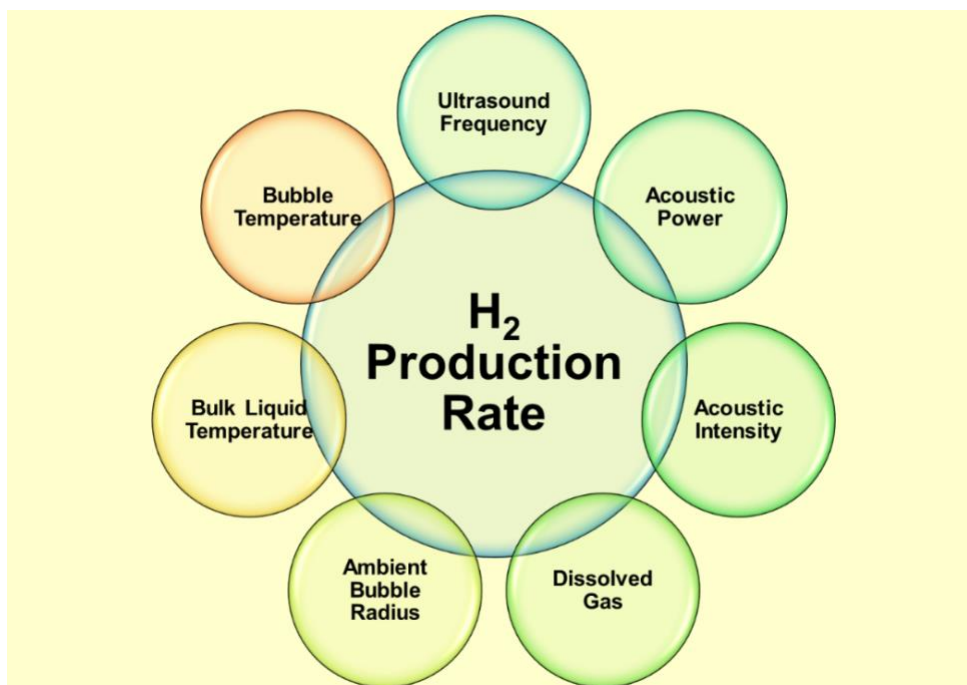 Ultrasound
Frequency
Acoustic
Power
Acoustic
Intensity
Dissolved
Gas
Ambient
Bubble
Radius
Bulk Liquid
Temperature
Bubble
Temperature
H₂
Production
Rate